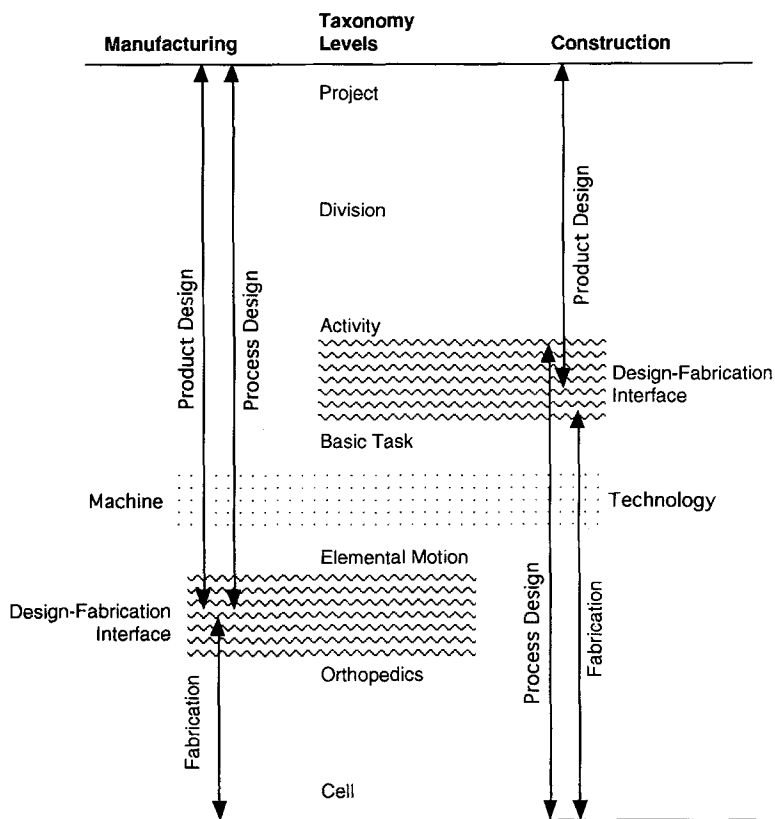 Manufacturing
Taxonomy
Levels
Construction
Project
Division
Product Design
Process Design
Product Design
Activity
Design-Fabrication
Interface
Basic Task
Machine
Technology
Elemental Motion
Design-Fabrication
Interface
Orthopedics
Process Design
Fabrication
Fabrication
Cell